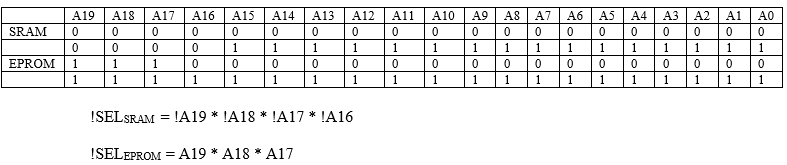 A19 A18 A17 A16 A15 A14 A13 A12 A11 A10 A9 A8 A7 A6 A5 A4 A3 A2 A1 A0
SRAM 0 0 0 0 0 0 0 0 0 0 0 0 0 0 0 0 0 0 0 0
0 0 0 0 1 1 1 1 1 1 1 1 1 1 1 1 1 1 1 1
EPROM 1 1 1 0 0 0 0 0 0 0 0 0 0 0 0 0 0 0 0 0
1 1 1 1 1 1 1 1 1 1 1 1 1 1 1 1 1 1 1 1
!SELSRAM = !A19 * !A18 * !A17 * !A16
!SELEPROM = A19 * A18 * A17